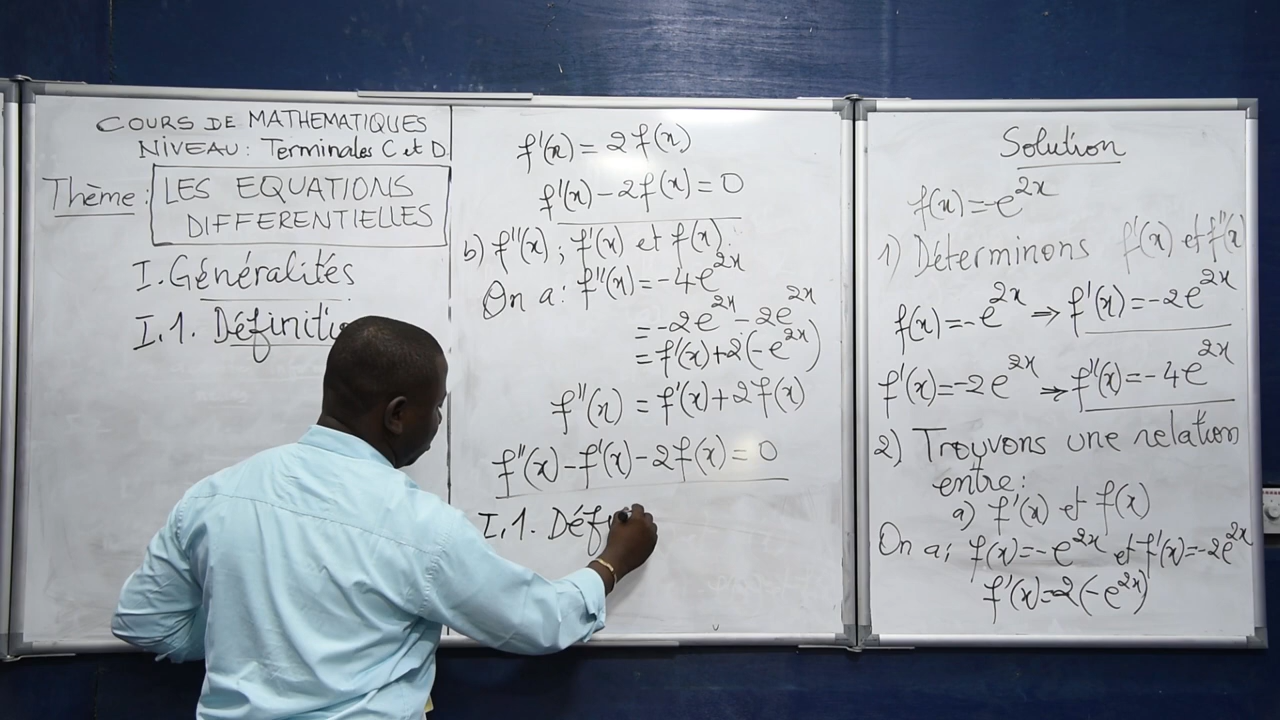 COURS DE MATHEMATIQUES
NIVEAU : Terminales C et D.
Thème : LES EQUATIONS
DIFFERENTIELLES
I. Généralités
I.1. Définiti
f'(x) = 2f(x)
f'(x) - 2f(x) = 0
b) f''(x) ; f'(x) et f(x).
On a : f''(x) = -4e^{2x}
= -2e^{2x} - 2e^{2x}
= f'(x) + 2(-e^{2x})
f''(x) = f'(x) + 2f(x)
f''(x) - f'(x) - 2f(x) = 0
I.1. Déf
Solution
f(x) = -e^{2x}
1) Déterminons f'(x) et f''(x)
f(x) = -e^{2x} ⇒ f'(x) = -2e^{2x}
f'(x) = -2e^{2x} ⇒ f''(x) = -4e^{2x}
2) Trouvons une relation
entre :
a) f'(x) et f(x)
On a ; f(x) = -e^{2x} et f'(x) = -2e^{2x}
f'(x) = 2(-e^{2x})